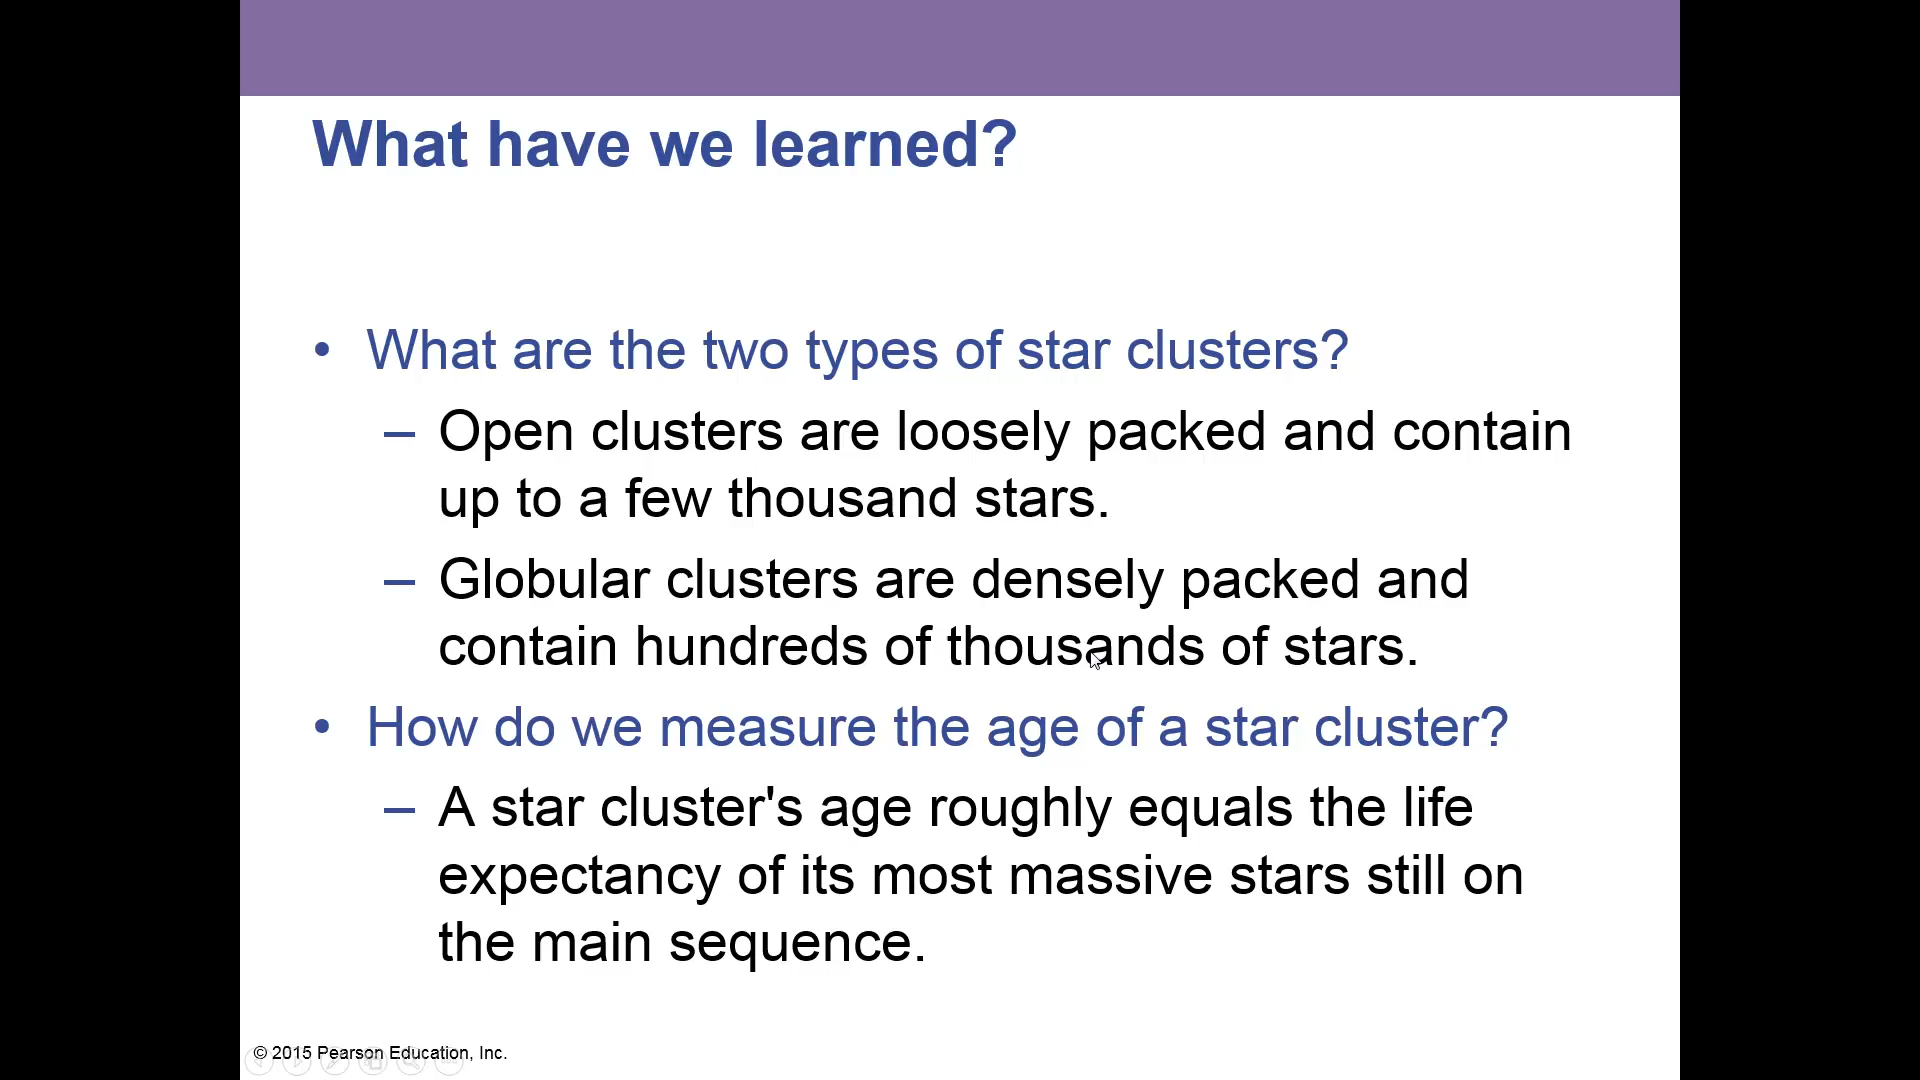 What have we learned?
• What are the two types of star clusters?
– Open clusters are loosely packed and contain
up to a few thousand stars.
– Globular clusters are densely packed and
contain hundreds of thousands of stars.
• How do we measure the age of a star cluster?
– A star cluster's age roughly equals the life
expectancy of its most massive stars still on
the main sequence.
© 2015 Pearson Education, Inc.